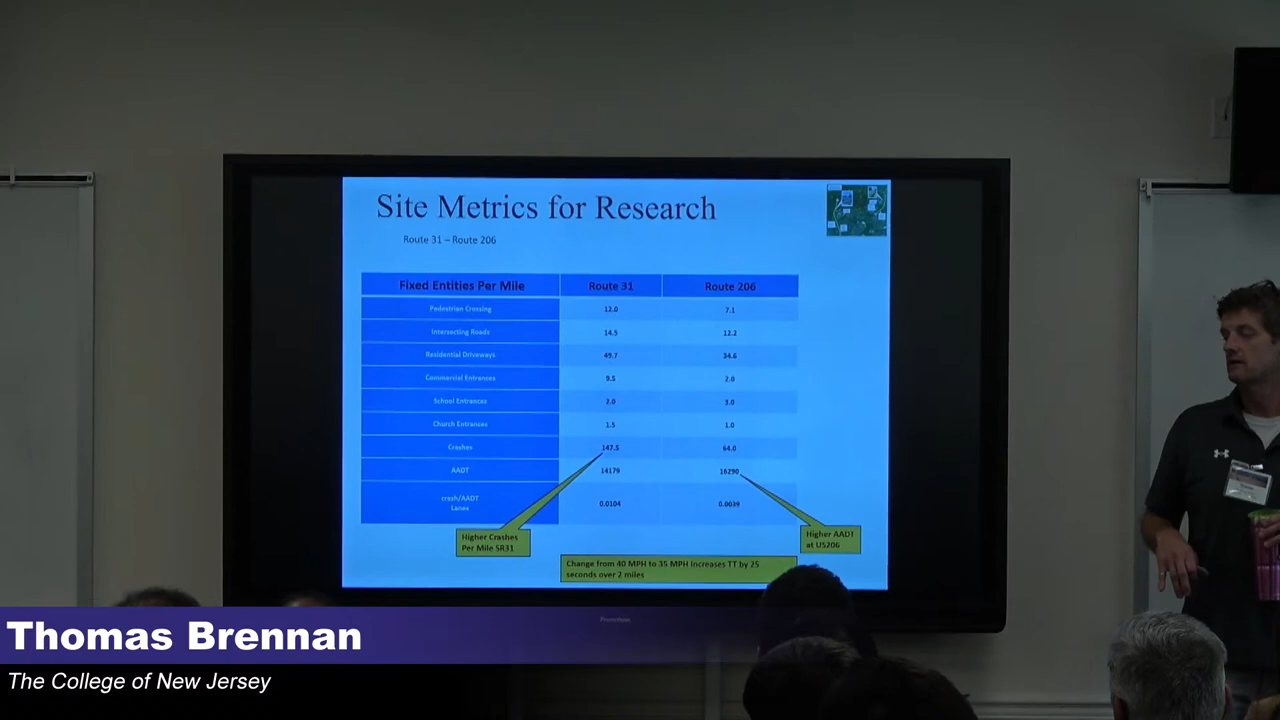 Site Metrics for Research
Route 31 – Route 206
Fixed Entities Per Mile Route 31 Route 206
Pedestrian Crossing 12.0 7.1
Intersecting Roads 14.5 12.2
Residential Driveways 49.7 34.6
Commercial Entrances 9.5 2.0
School Entrances 2.0 3.0
Church Entrances 1.5 1.0
Crashes 147.5 64.0
AADT 14179 16290
crash/AADT
Lanes 0.0104 0.0039
Higher Crashes
Per Mile SR31
Higher AADT
at US206
Change from 40 MPH to 35 MPH Increases TT by 25
seconds over 2 miles
Promethean
Thomas Brennan
The College of New Jersey